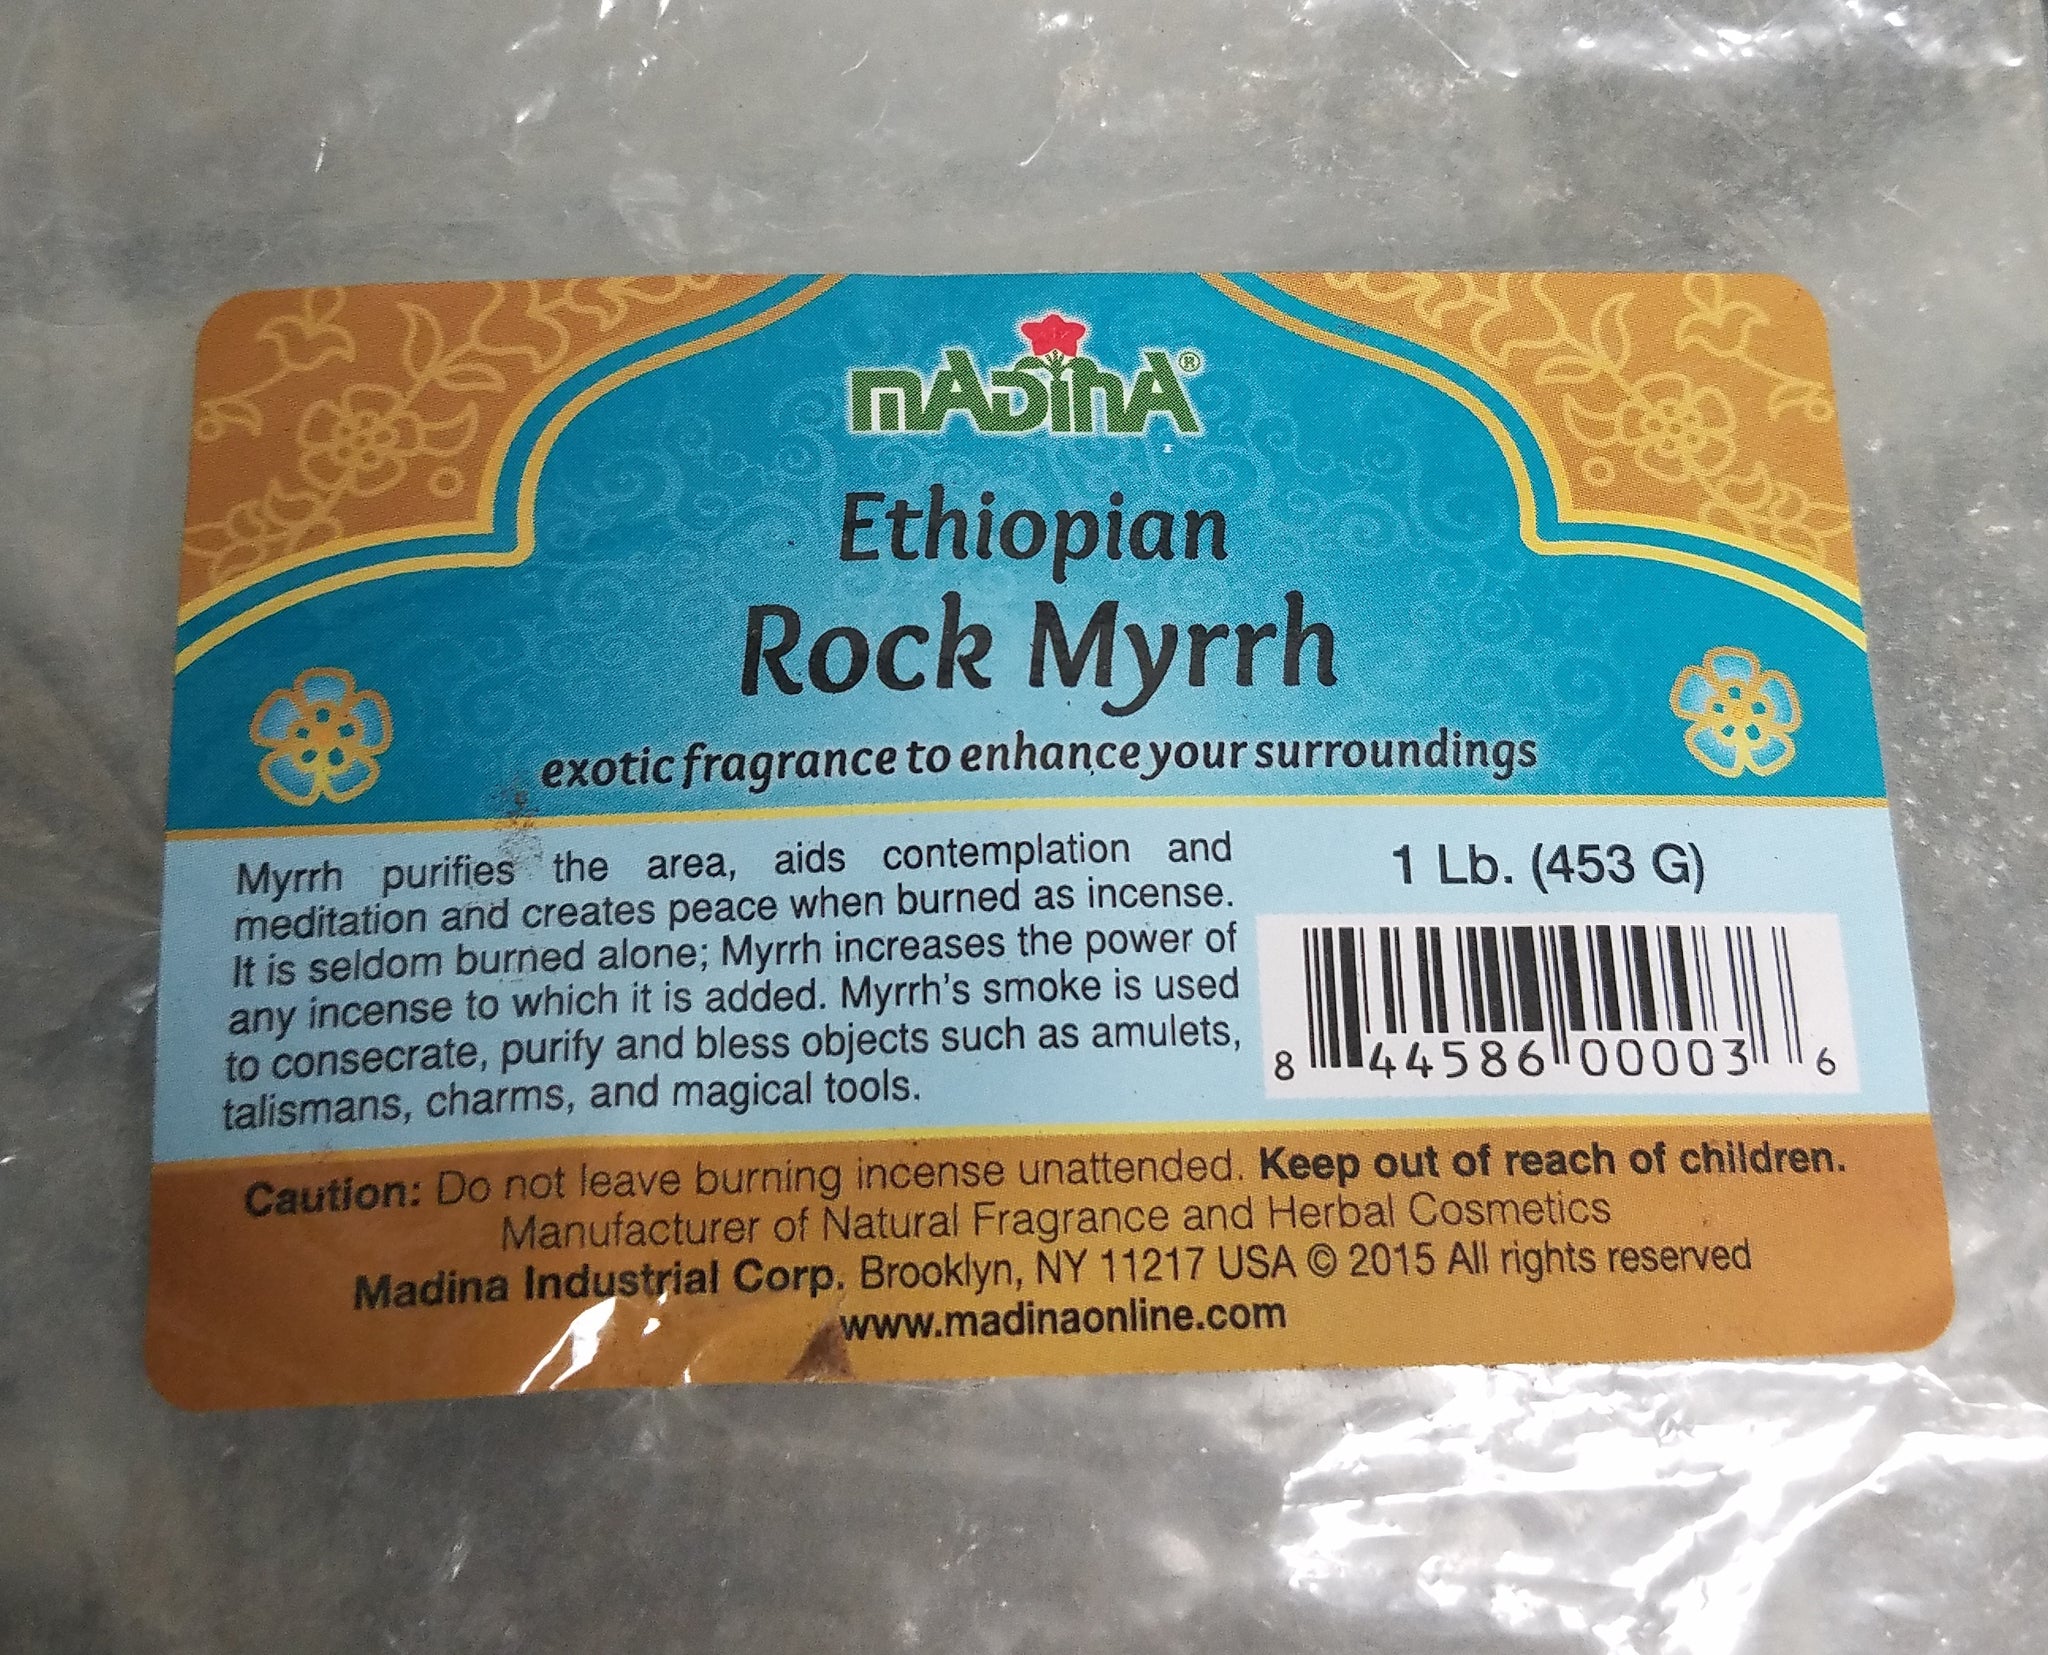 MADINA®
Ethiopian
Rock Myrrh
exotic fragrance to enhance your surroundings
Myrrh purifies the area, aids contemplation and
meditation and creates peace when burned as incense.
It is seldom burned alone; Myrrh increases the power of
any incense to which it is added. Myrrh's smoke is used
to consecrate, purify and bless objects such as amulets,
talismans, charms, and magical tools.
1 Lb. (453 G)
8 44586 00003 6
Caution: Do not leave burning incense unattended. Keep out of reach of children.
Manufacturer of Natural Fragrance and Herbal Cosmetics
Madina Industrial Corp. Brooklyn, NY 11217 USA © 2015 All rights reserved
www.madinaonline.com